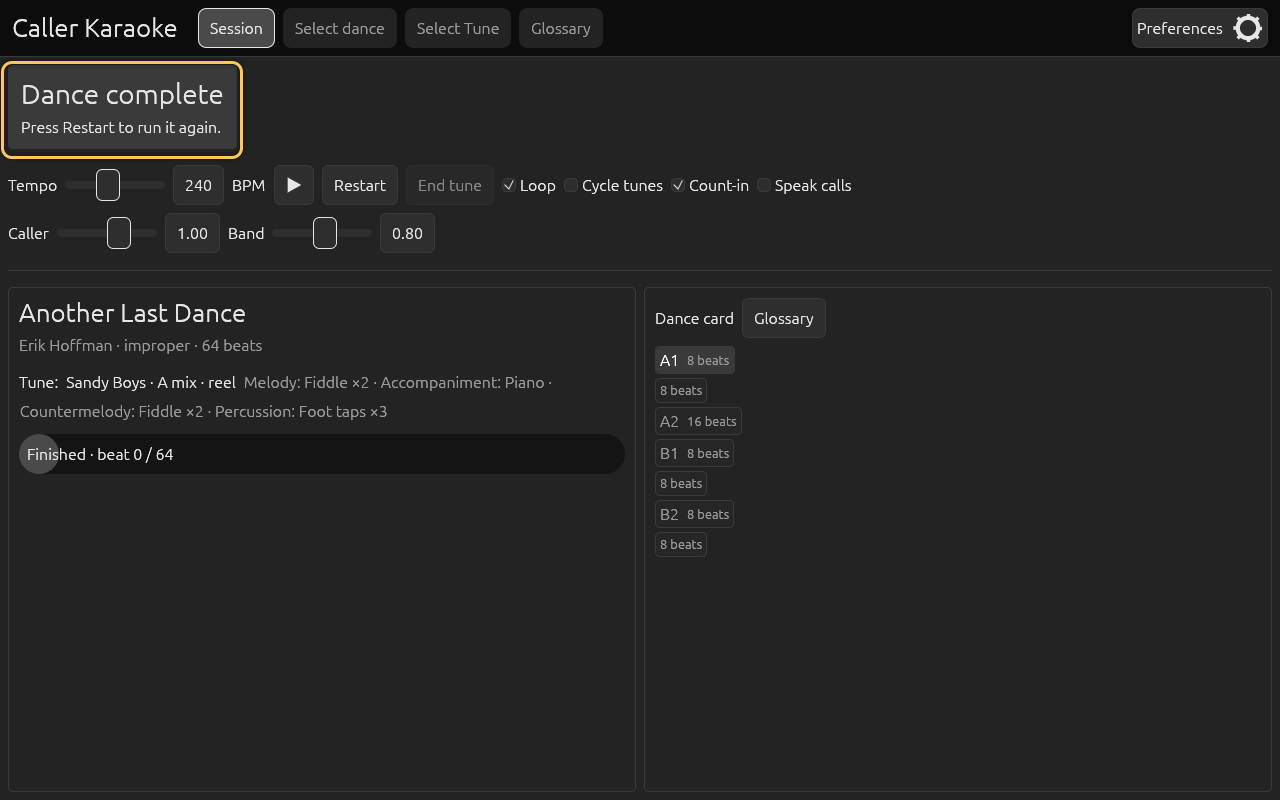 Caller Karaoke Session Select dance Select Tune Glossary Preferences
Dance complete
Press Restart to run it again.
Tempo 240 BPM Restart End tune Loop Cycle tunes Count-in Speak calls
Caller 1.00 Band 0.80
Another Last Dance
Erik Hoffman · improper · 64 beats
Tune: Sandy Boys · A mix · reel Melody: Fiddle ×2 · Accompaniment: Piano ·
Countermelody: Fiddle ×2 · Percussion: Foot taps ×3
Finished · beat 0 / 64
Dance card Glossary
A1 8 beats
8 beats
A2 16 beats
B1 8 beats
8 beats
B2 8 beats
8 beats